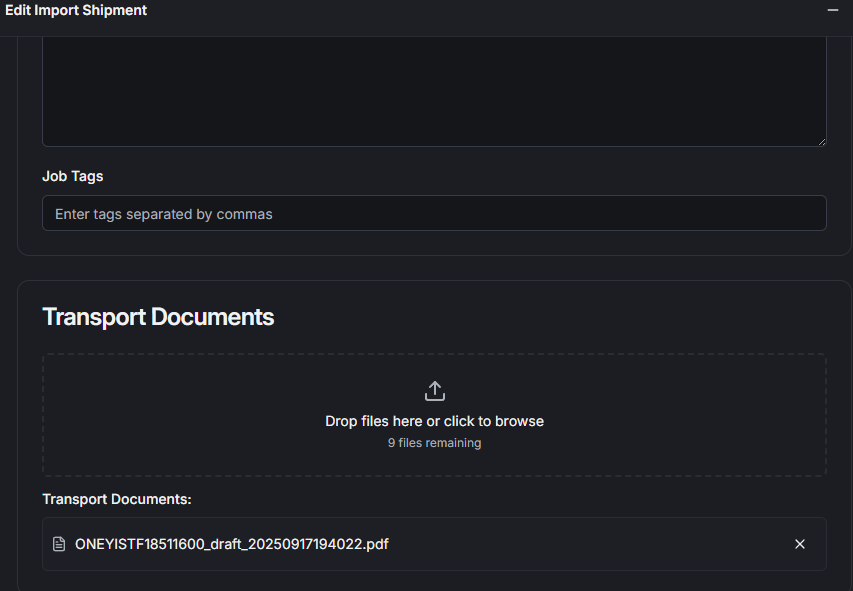 Edit Import Shipment
Job Tags
Enter tags separated by commas
Transport Documents
Drop files here or click to browse
9 files remaining
Transport Documents:
ONEYISTF18511600_draft_20250917194022.pdf